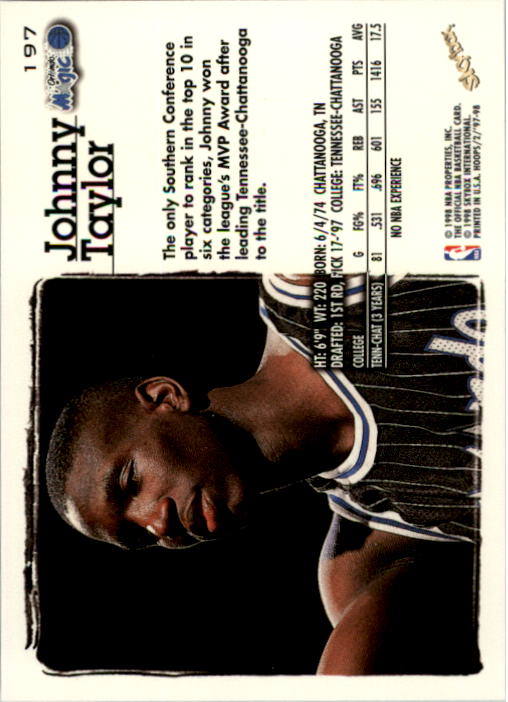 197
Orlando
Magic
Johnny
Taylor
The only Southern Conference
player to rank in the top 10 in
six categories, Johnny won
the league's MVP Award after
leading Tennessee-Chattanooga
to the title.
HT: 6'9" WT: 220 BORN: 6/4/74 CHATTANOOGA, TN
DRAFTED: 1ST RD, PICK 17-'97 COLLEGE: TENNESSEE-CHATTANOOGA
COLLEGE G FG% FT% REB AST PTS AVG
TENN-CHAT (3 YEARS) 81 .531 .696 601 155 1416 17.5
NO NBA EXPERIENCE
© 1998 NBA PROPERTIES, INC.
THE OFFICIAL NBA BASKETBALL CARD.
© 1998 SKYBOX INTERNATIONAL.
PRINTED IN U.S.A. HOOPS/2/97-98
NBA
SkyBox